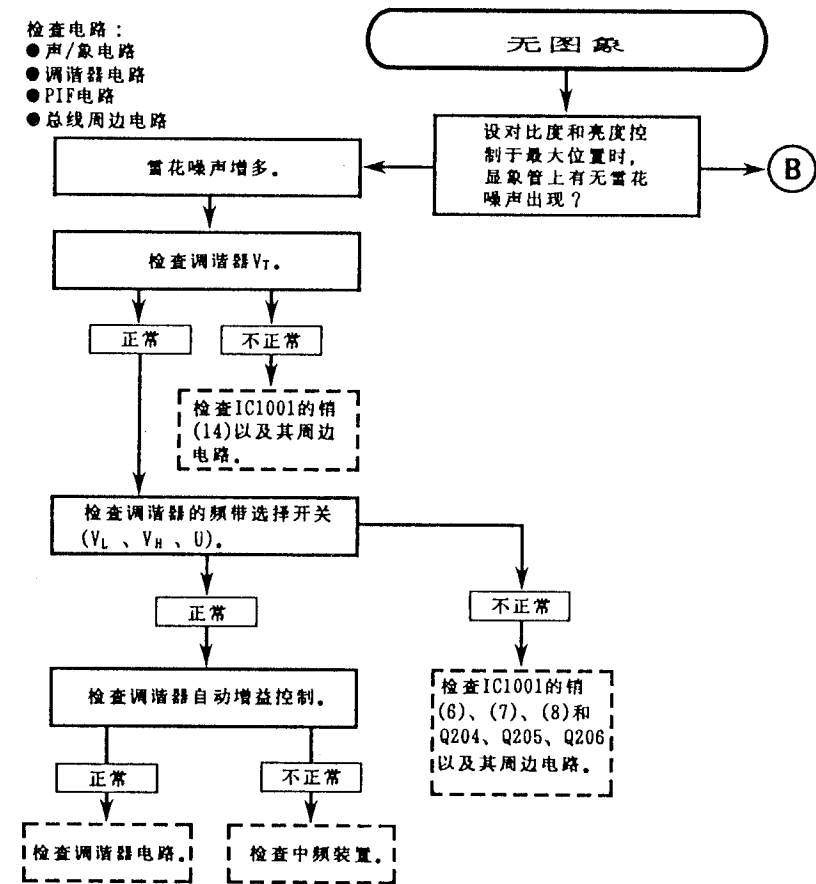 检查电路：
●声/象电路
●调谐器电路
●PIF电路
●总线周边电路
无图象
设对比度和亮度控
制于最大位置时，
显象管上有无雪花
噪声出现？
B
雪花噪声增多。
检查调谐器VT。
正常
不正常
检查IC1001的销
(14)以及其周边
电路。
检查调谐器的频带选择开关
(VL、VH、U)。
正常
不正常
检查调谐器自动增益控制。
检查IC1001的销
(6)、(7)、(8)和
Q204、Q205、Q206
以及其周边电路。
正常
不正常
检查调谐器电路。
检查中频装置。